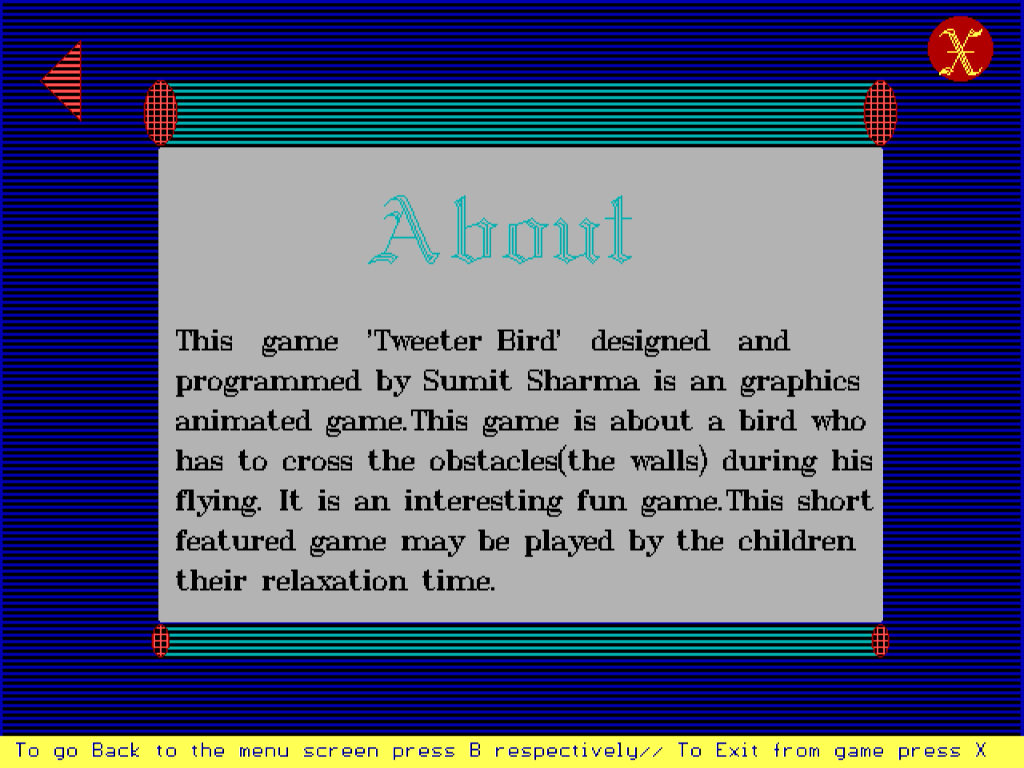 X
About
This game 'Tweeter Bird' designed and
programmed by Sumit Sharma is an graphics
animated game.This game is about a bird who
has to cross the obstacles(the walls) during his
flying. It is an interesting fun game.This short
featured game may be played by the children
their relaxation time.
To go Back to the menu screen press B respectively// To Exit from game press X